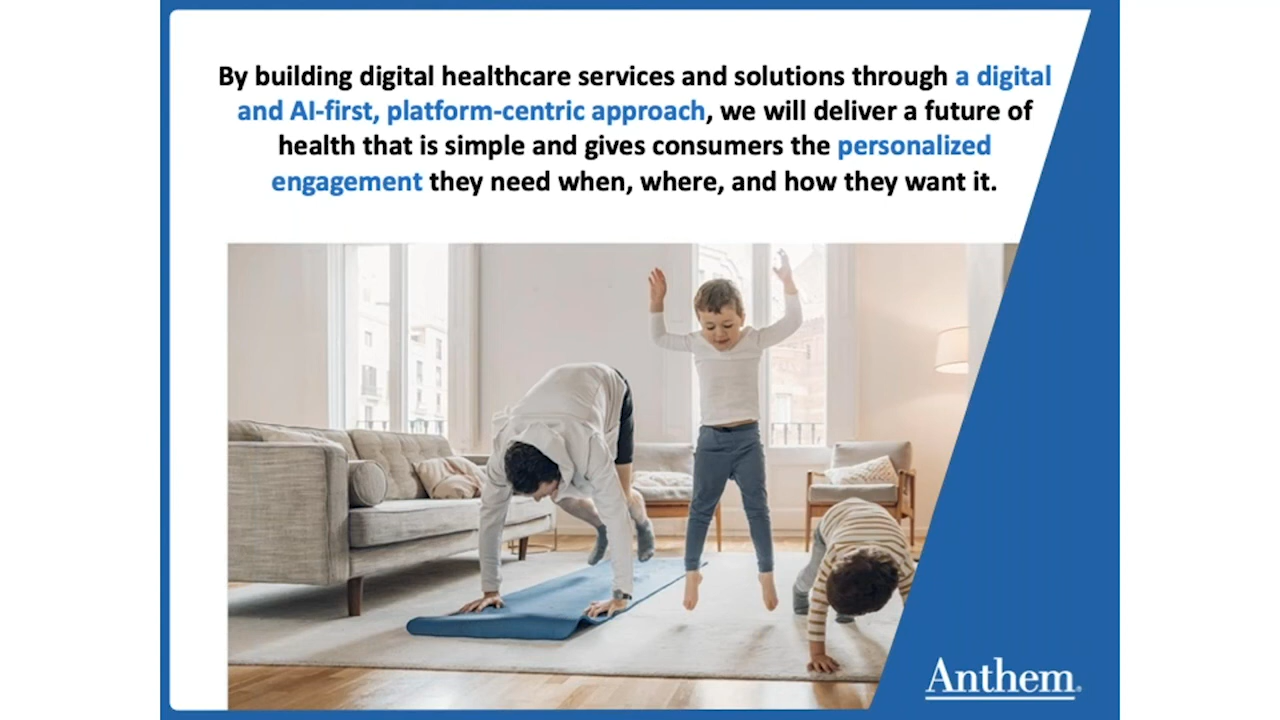 By building digital healthcare services and solutions through a digital
and AI-first, platform-centric approach, we will deliver a future of
health that is simple and gives consumers the personalized
engagement they need when, where, and how they want it.
Anthem®